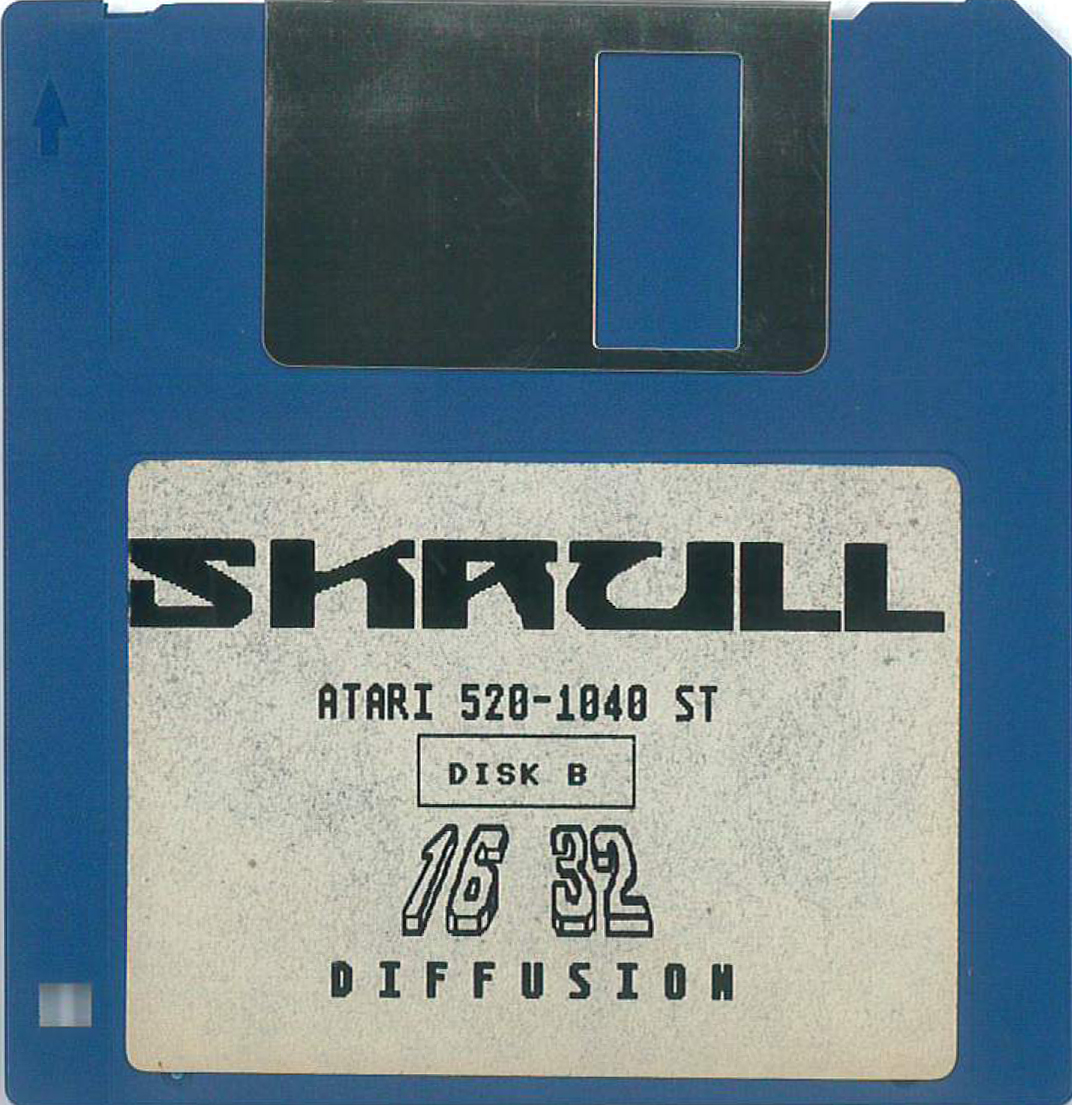 SKRULL
ATARI 520-1040 ST
DISK B
16 32
DIFFUSION